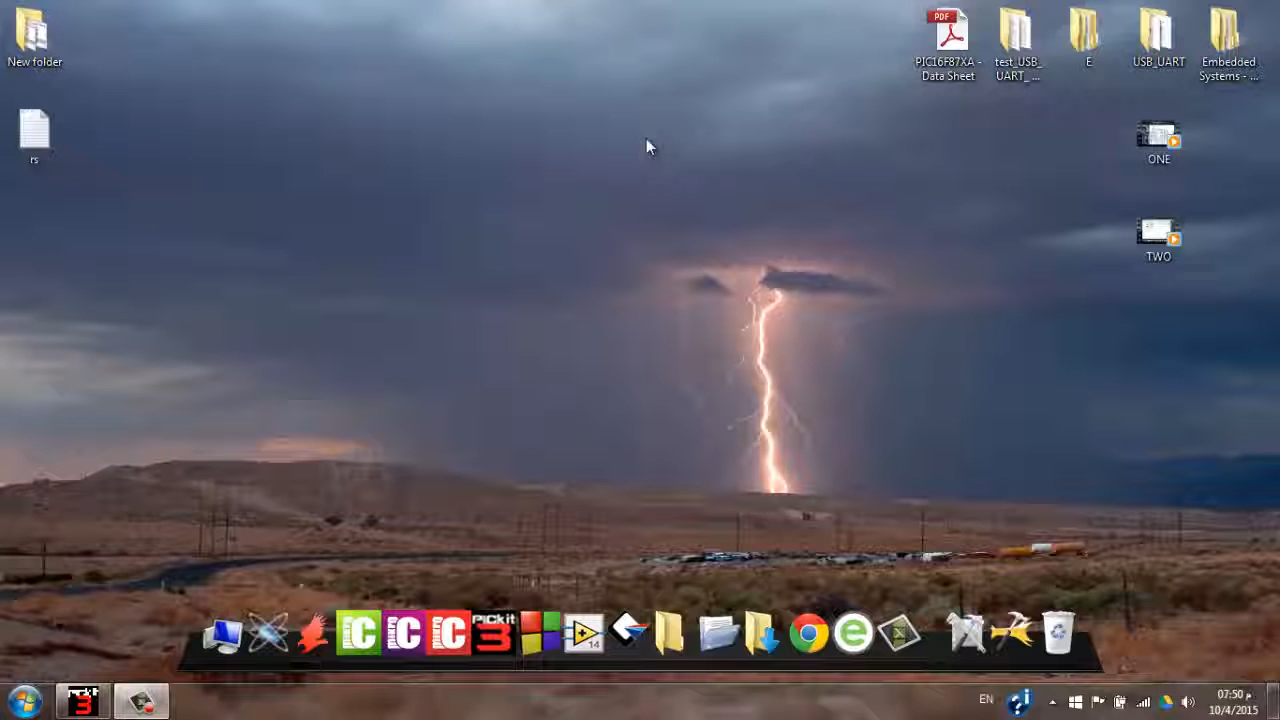 New folder
rs
PIC16F87XA -
Data Sheet
test_USB_
UART_ ...
E
USB_UART
Embedded
Systems - ...
ONE
TWO
PDF
PICkit
3
14
EN
07:50 م
10/4/2015